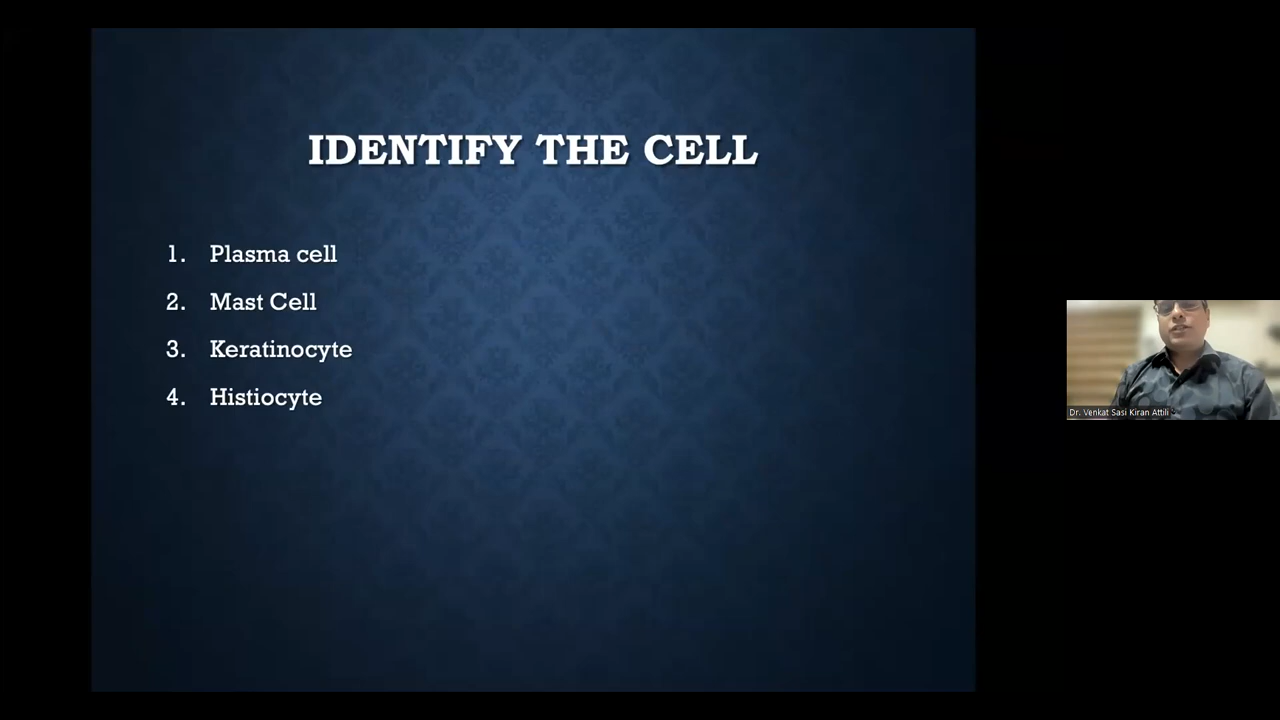 IDENTIFY THE CELL
1. Plasma cell
2. Mast Cell
3. Keratinocyte
4. Histiocyte
Dr. Venkat Sasi Kiran Attili